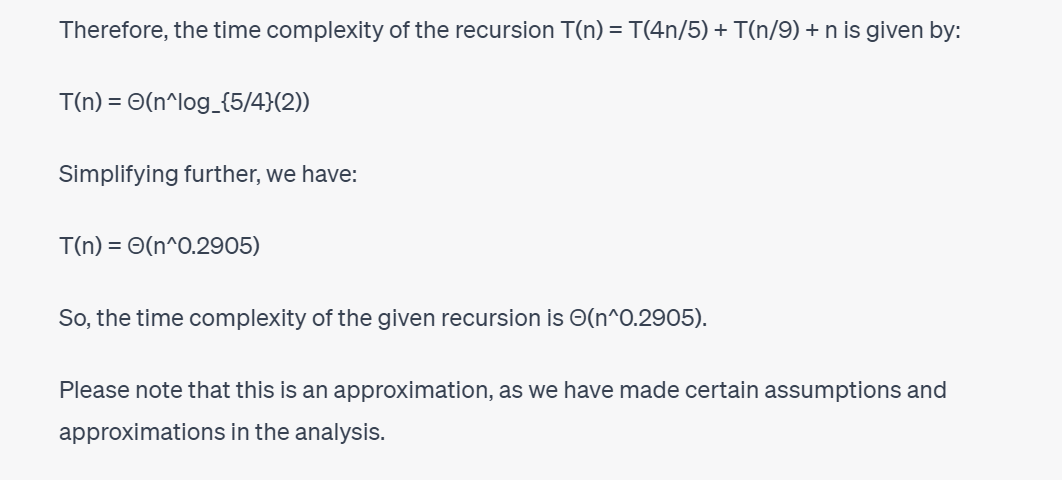 Therefore, the time complexity of the recursion T(n) = T(4n/5) + T(n/9) + n is given by:
T(n) = Θ(n^log_{5/4}(2))
Simplifying further, we have:
T(n) = Θ(n^0.2905)
So, the time complexity of the given recursion is Θ(n^0.2905).
Please note that this is an approximation, as we have made certain assumptions and
approximations in the analysis.